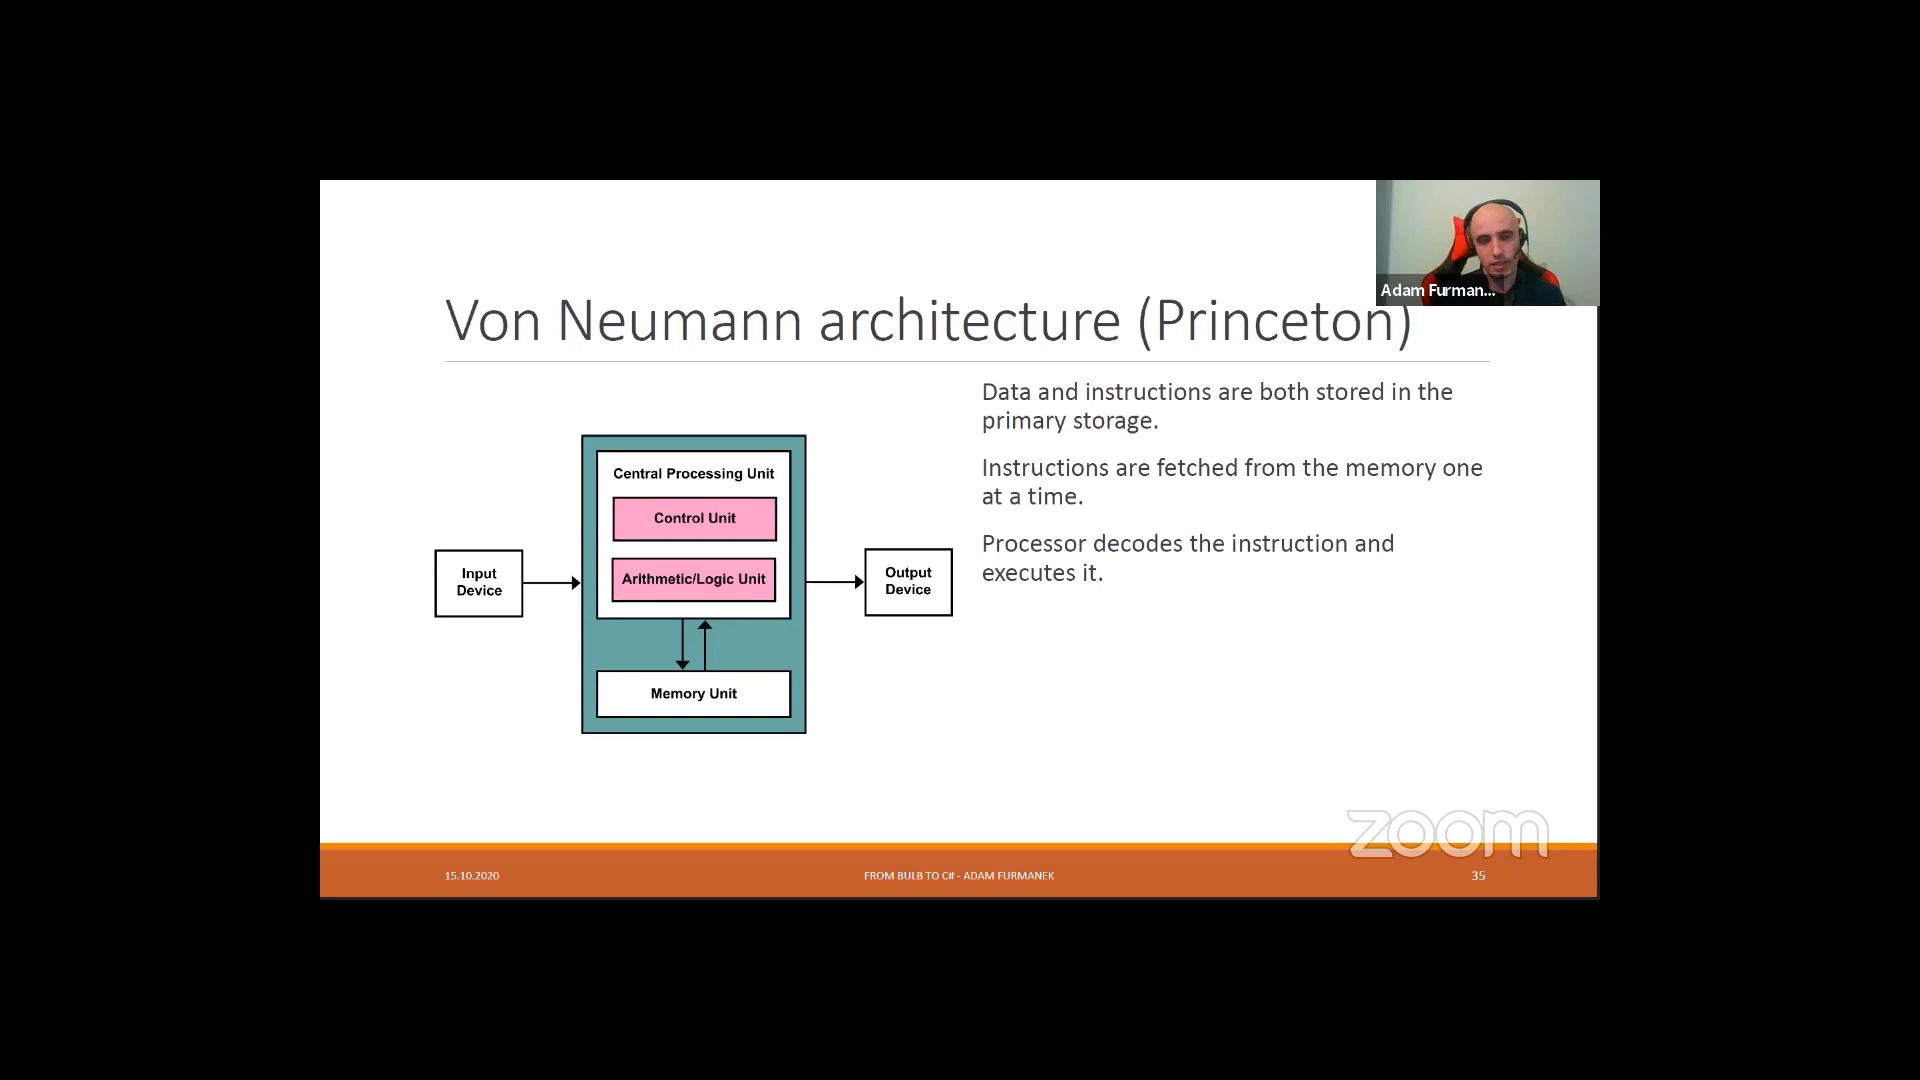 Adam Furman...
Von Neumann architecture (Princeton)
Data and instructions are both stored in the
primary storage.
Instructions are fetched from the memory one
at a time.
Processor decodes the instruction and
executes it.
Central Processing Unit
Control Unit
Arithmetic/Logic Unit
Input
Device
Output
Device
Memory Unit
zoom
15.10.2020
FROM BULB TO C# - ADAM FURMANEK
35